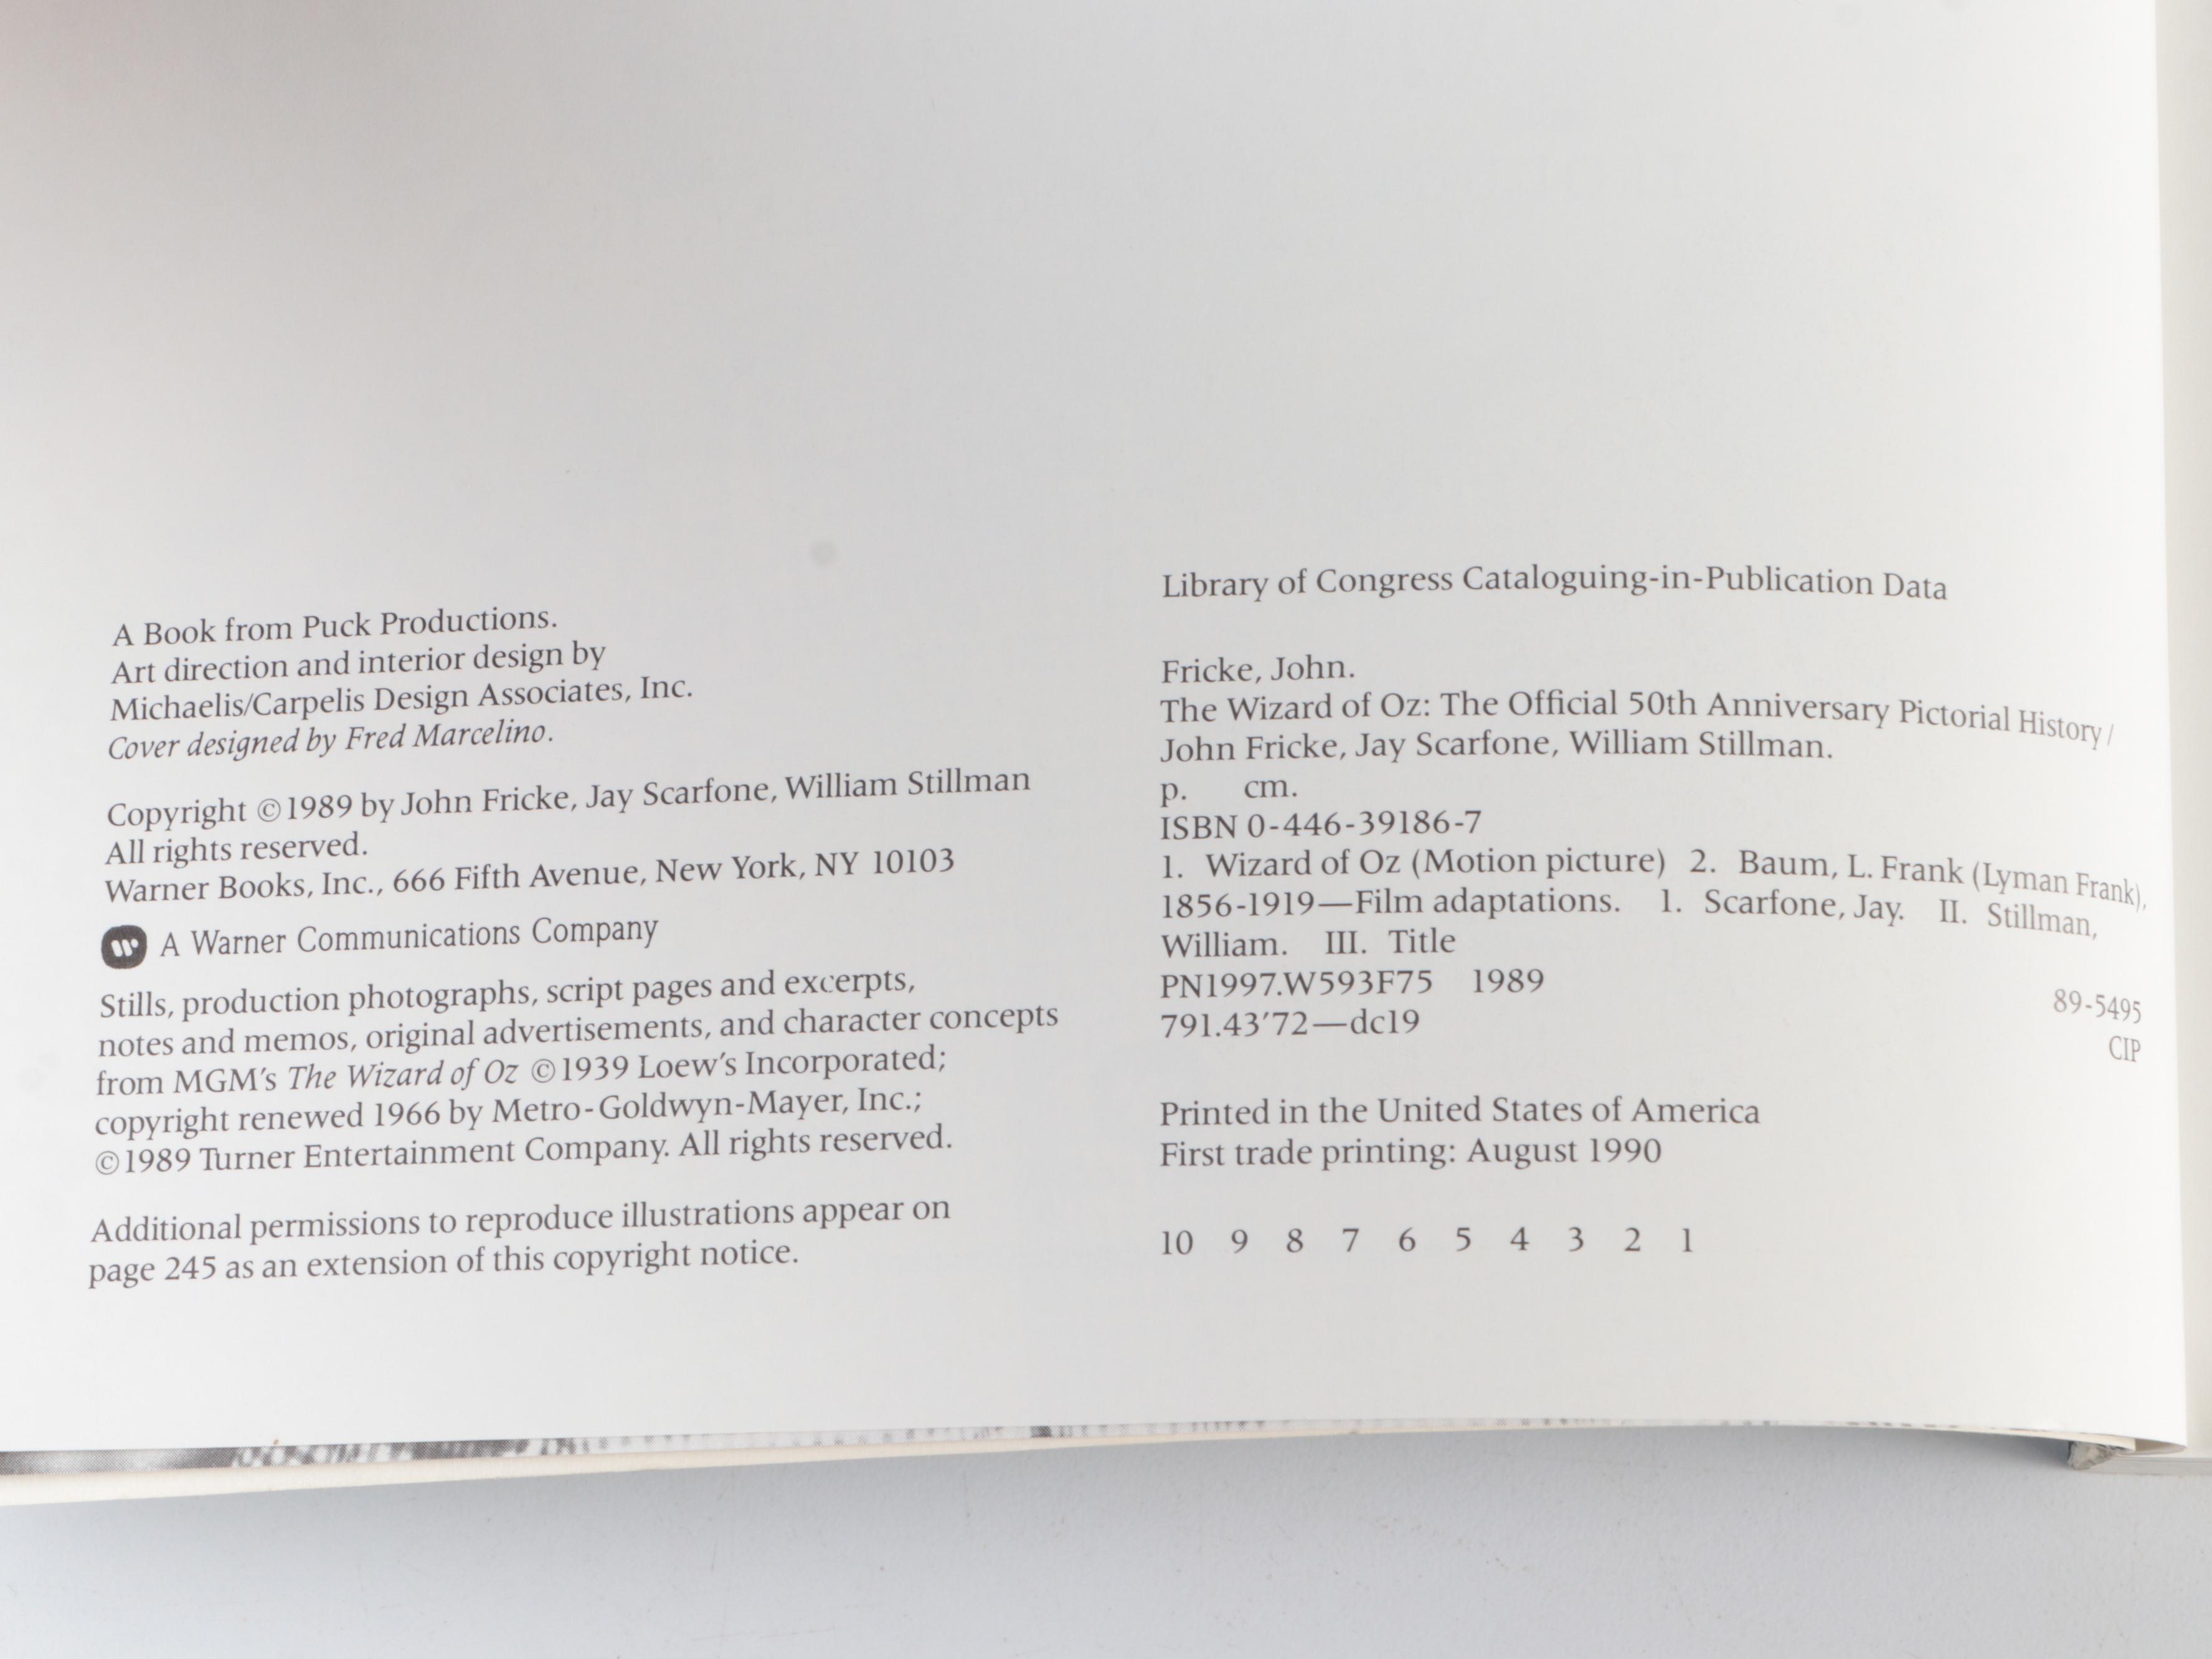 A Book from Puck Productions.
Art direction and interior design by
Michaelis/Carpelis Design Associates, Inc.
Cover designed by Fred Marcelino.
Copyright ©1989 by John Fricke, Jay Scarfone, William Stillman
All rights reserved.
Warner Books, Inc., 666 Fifth Avenue, New York, NY 10103
A Warner Communications Company
Stills, production photographs, script pages and excerpts,
notes and memos, original advertisements, and character concepts
from MGM's The Wizard of Oz ©1939 Loew's Incorporated;
copyright renewed 1966 by Metro-Goldwyn-Mayer, Inc.;
©1989 Turner Entertainment Company. All rights reserved.
Additional permissions to reproduce illustrations appear on
page 245 as an extension of this copyright notice.
Library of Congress Cataloguing-in-Publication Data
Fricke, John.
The Wizard of Oz: The Official 50th Anniversary Pictorial History /
John Fricke, Jay Scarfone, William Stillman.
p. cm.
ISBN 0-446-39186-7
1. Wizard of Oz (Motion picture) 2. Baum, L. Frank (Lyman Frank),
1856-1919—Film adaptations. 1. Scarfone, Jay. II. Stillman,
William. III. Title
PN1997.W593F75 1989
89-5495
791.43'72—dc19
CIP
Printed in the United States of America
First trade printing: August 1990
10 9 8 7 6 5 4 3 2 1